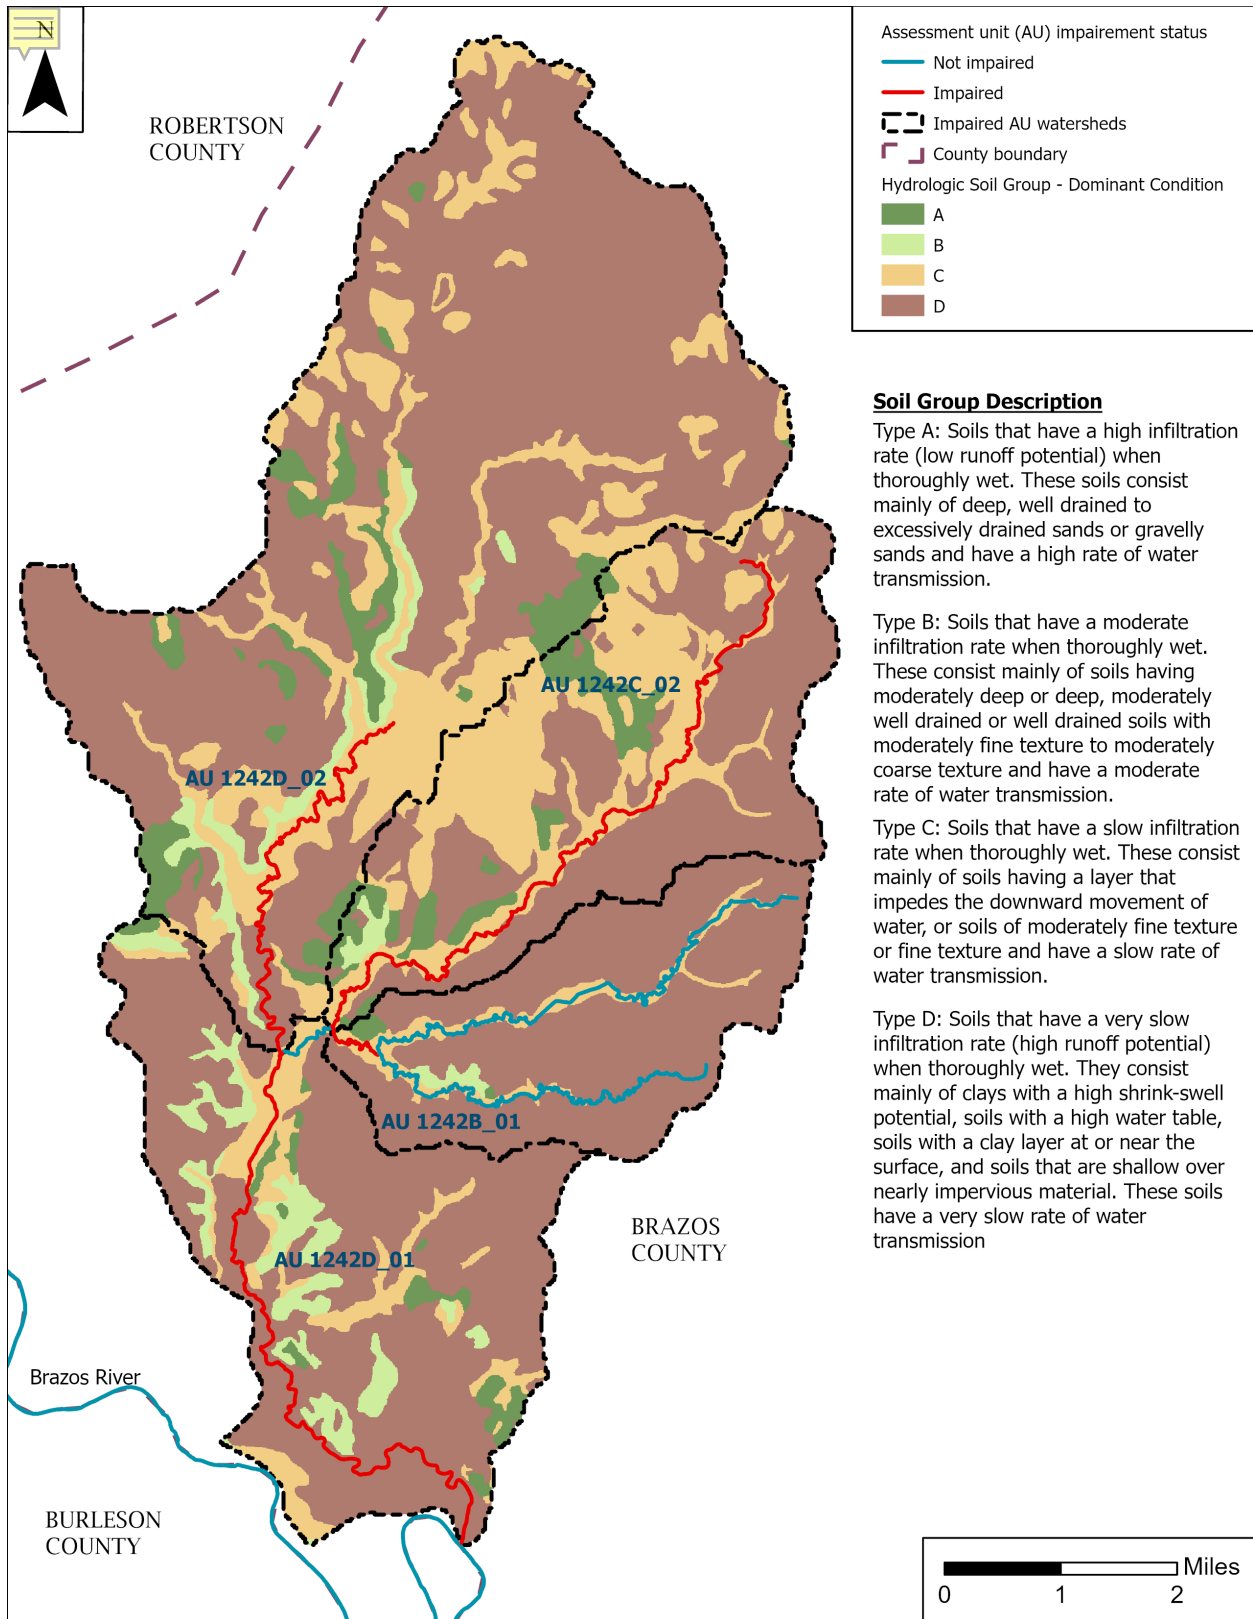 N
ROBERTSON
COUNTY
Assessment unit (AU) impairement status
Not impaired
Impaired
Impaired AU watersheds
County boundary
Hydrologic Soil Group - Dominant Condition
A
B
C
D
Soil Group Description
Type A: Soils that have a high infiltration
rate (low runoff potential) when
thoroughly wet. These soils consist
mainly of deep, well drained to
excessively drained sands or gravelly
sands and have a high rate of water
transmission.
Type B: Soils that have a moderate
infiltration rate when thoroughly wet.
These consist mainly of soils having
moderately deep or deep, moderately
well drained or well drained soils with
moderately fine texture to moderately
coarse texture and have a moderate
rate of water transmission.
Type C: Soils that have a slow infiltration
rate when thoroughly wet. These consist
mainly of soils having a layer that
impedes the downward movement of
water, or soils of moderately fine texture
or fine texture and have a slow rate of
water transmission.
Type D: Soils that have a very slow
infiltration rate (high runoff potential)
when thoroughly wet. They consist
mainly of clays with a high shrink-swell
potential, soils with a high water table,
soils with a clay layer at or near the
surface, and soils that are shallow over
nearly impervious material. These soils
have a very slow rate of water
transmission
AU 1242C_02
AU 1242D_02
AU 1242B_01
AU 1242D_01
BRAZOS
COUNTY
Brazos River
BURLESON
COUNTY
Miles
0 1 2